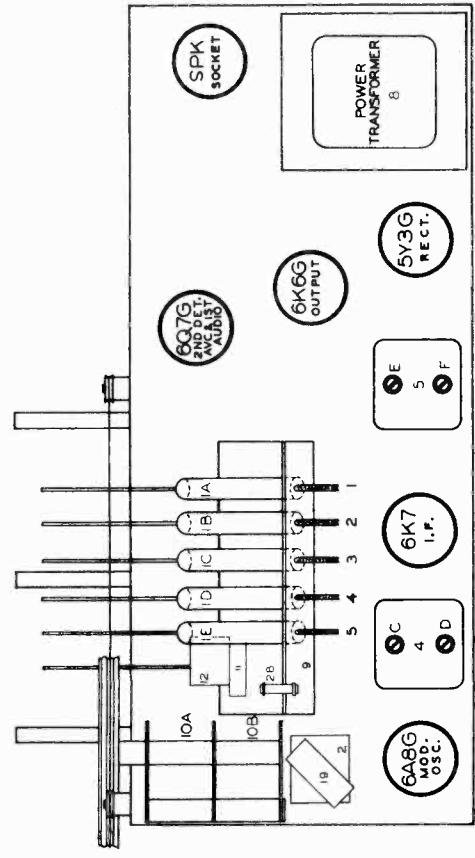 SPK
SOCKET
POWER
TRANSFORMER
8
6Q7G
2ND DET.
AVC & 1ST
AUDIO
6K6G
OUTPUT
5Y3G
RECT.
E
5
F
1A
1B
1C
1D
1E
1
2
3
4
5
6K7
I.F.
12
11
28
9
C
4
D
10A
10B
19
2
6A8G
MOD.
OSC.